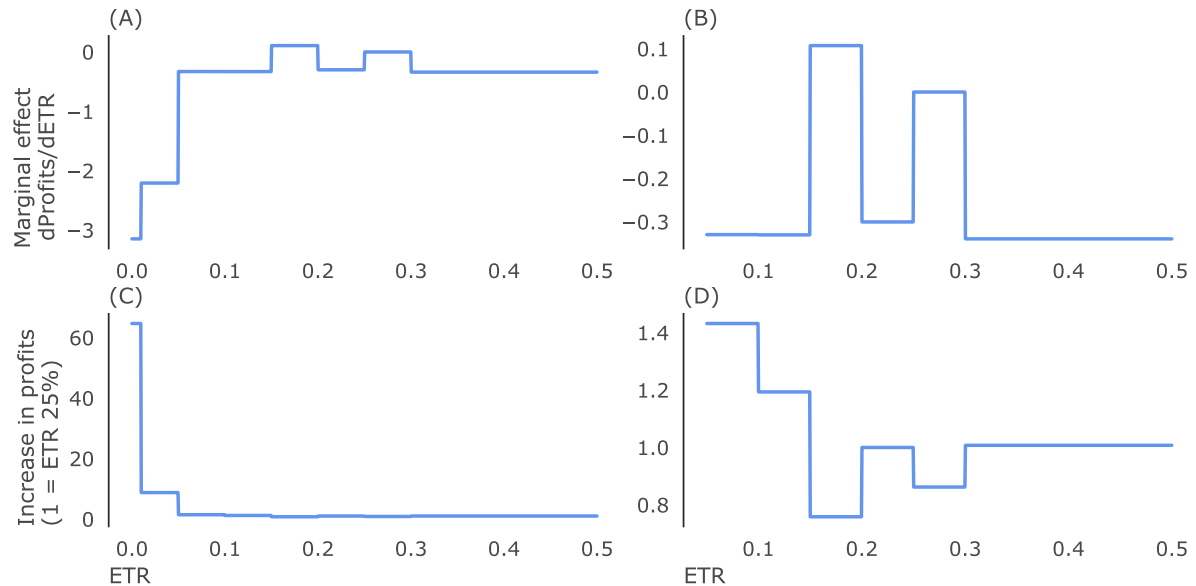 (A)
(B)
Marginal effect
dProfits/dETR
0
−1
−2
−3
0.0 0.1 0.2 0.3 0.4 0.5
0.1
0.0
−0.1
−0.2
−0.3
0.1 0.2 0.3 0.4 0.5
(C)
(D)
Increase in profits
(1 = ETR 25%)
60
40
20
0
0.0 0.1 0.2 0.3 0.4 0.5
ETR
1.4
1.2
1.0
0.8
0.1 0.2 0.3 0.4 0.5
ETR